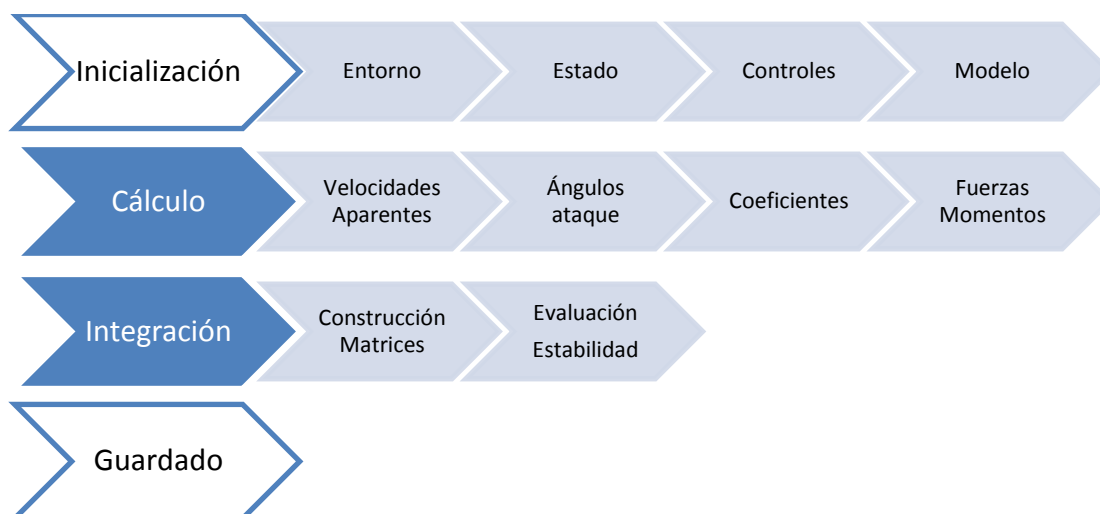 Inicialización
Entorno
Estado
Controles
Modelo
Cálculo
Velocidades
Aparentes
Ángulos
ataque
Coeficientes
Fuerzas
Momentos
Integración
Construcción
Matrices
Evaluación
Estabilidad
Guardado